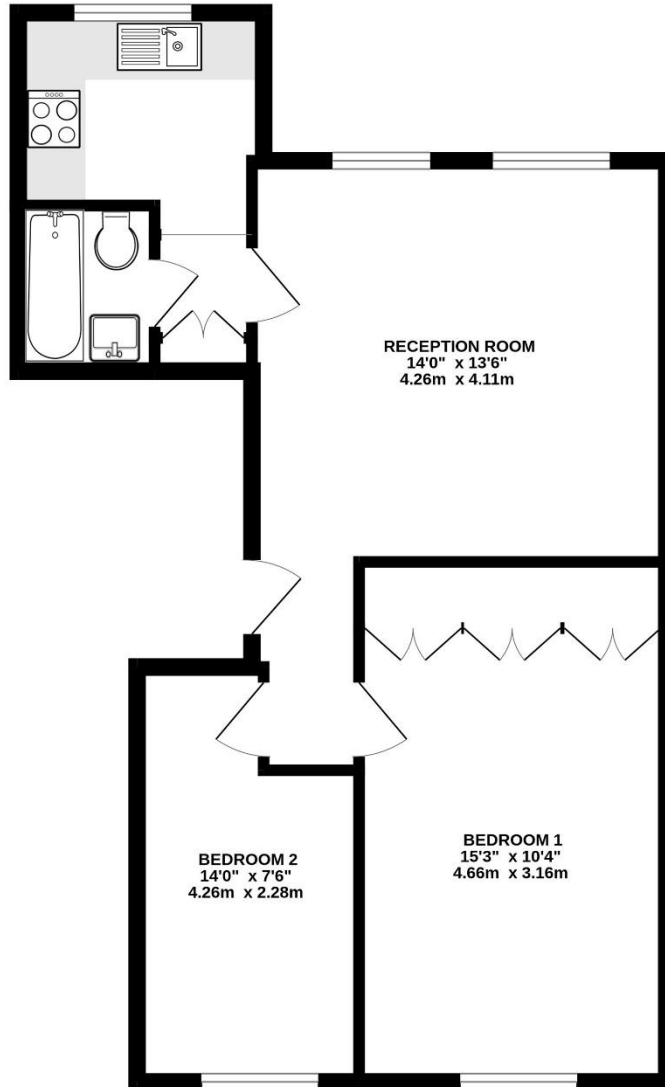 RECEPTION ROOM
14'0" x 13'6"
4.26m x 4.11m
BEDROOM 1
15'3" x 10'4"
4.66m x 3.16m
BEDROOM 2
14'0" x 7'6"
4.26m x 2.28m